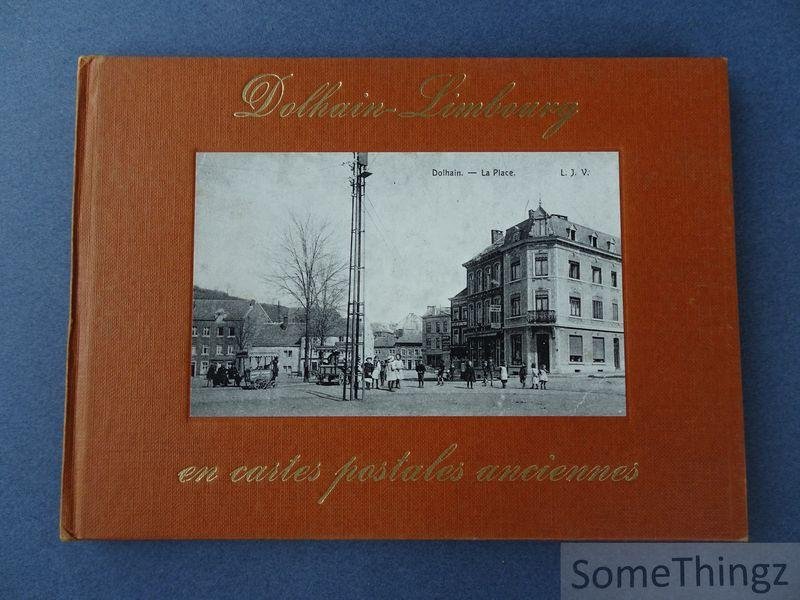 Dolhain-Limbourg
Dolhain. — La Place. L. J. V.
en cartes postales anciennes
SomeThingz